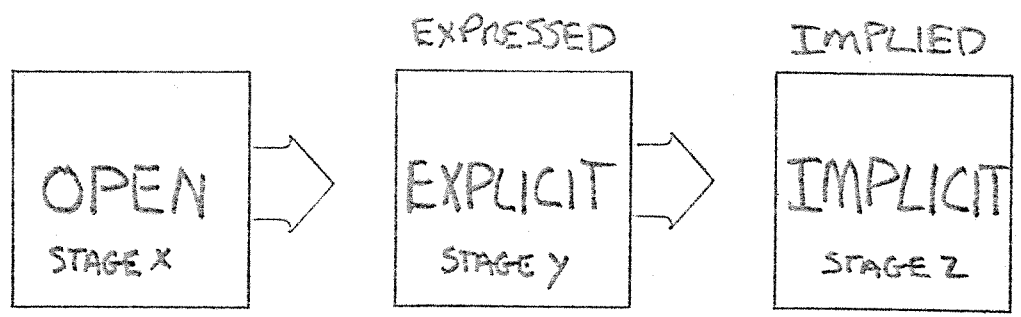 EXPRESSED
IMPLIED
OPEN
STAGE X
EXPLICIT
STAGE Y
IMPLICIT
STAGE Z